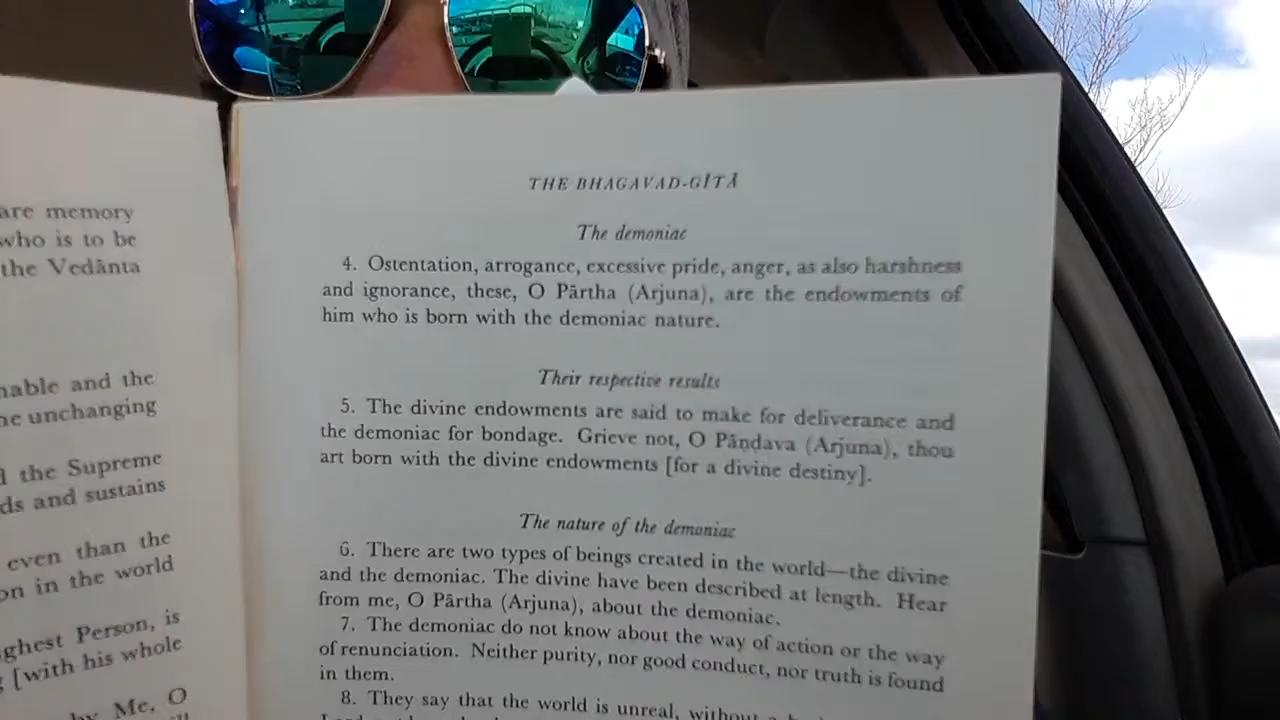 are memory
who is to be
the Vedānta
and the
unchanging
the Supreme
and sustains
even than the
in the world
Person, is
[with his whole
by Me, O
THE BHAGAVAD-GĪTĀ
The demoniac
4. Ostentation, arrogance, excessive pride, anger, as also harshness
and ignorance, these, O Pārtha (Arjuna), are the endowments of
him who is born with the demoniac nature.
Their respective results
5. The divine endowments are said to make for deliverance and
the demoniac for bondage. Grieve not, O Pāṇḍava (Arjuna), thou
art born with the divine endowments [for a divine destiny].
The nature of the demoniac
6. There are two types of beings created in the world—the divine
and the demoniac. The divine have been described at length. Hear
from me, O Pārtha (Arjuna), about the demoniac.
7. The demoniac do not know about the way of action or the way
of renunciation. Neither purity, nor good conduct, nor truth is found
in them.
8. They say that the world is unreal, without a